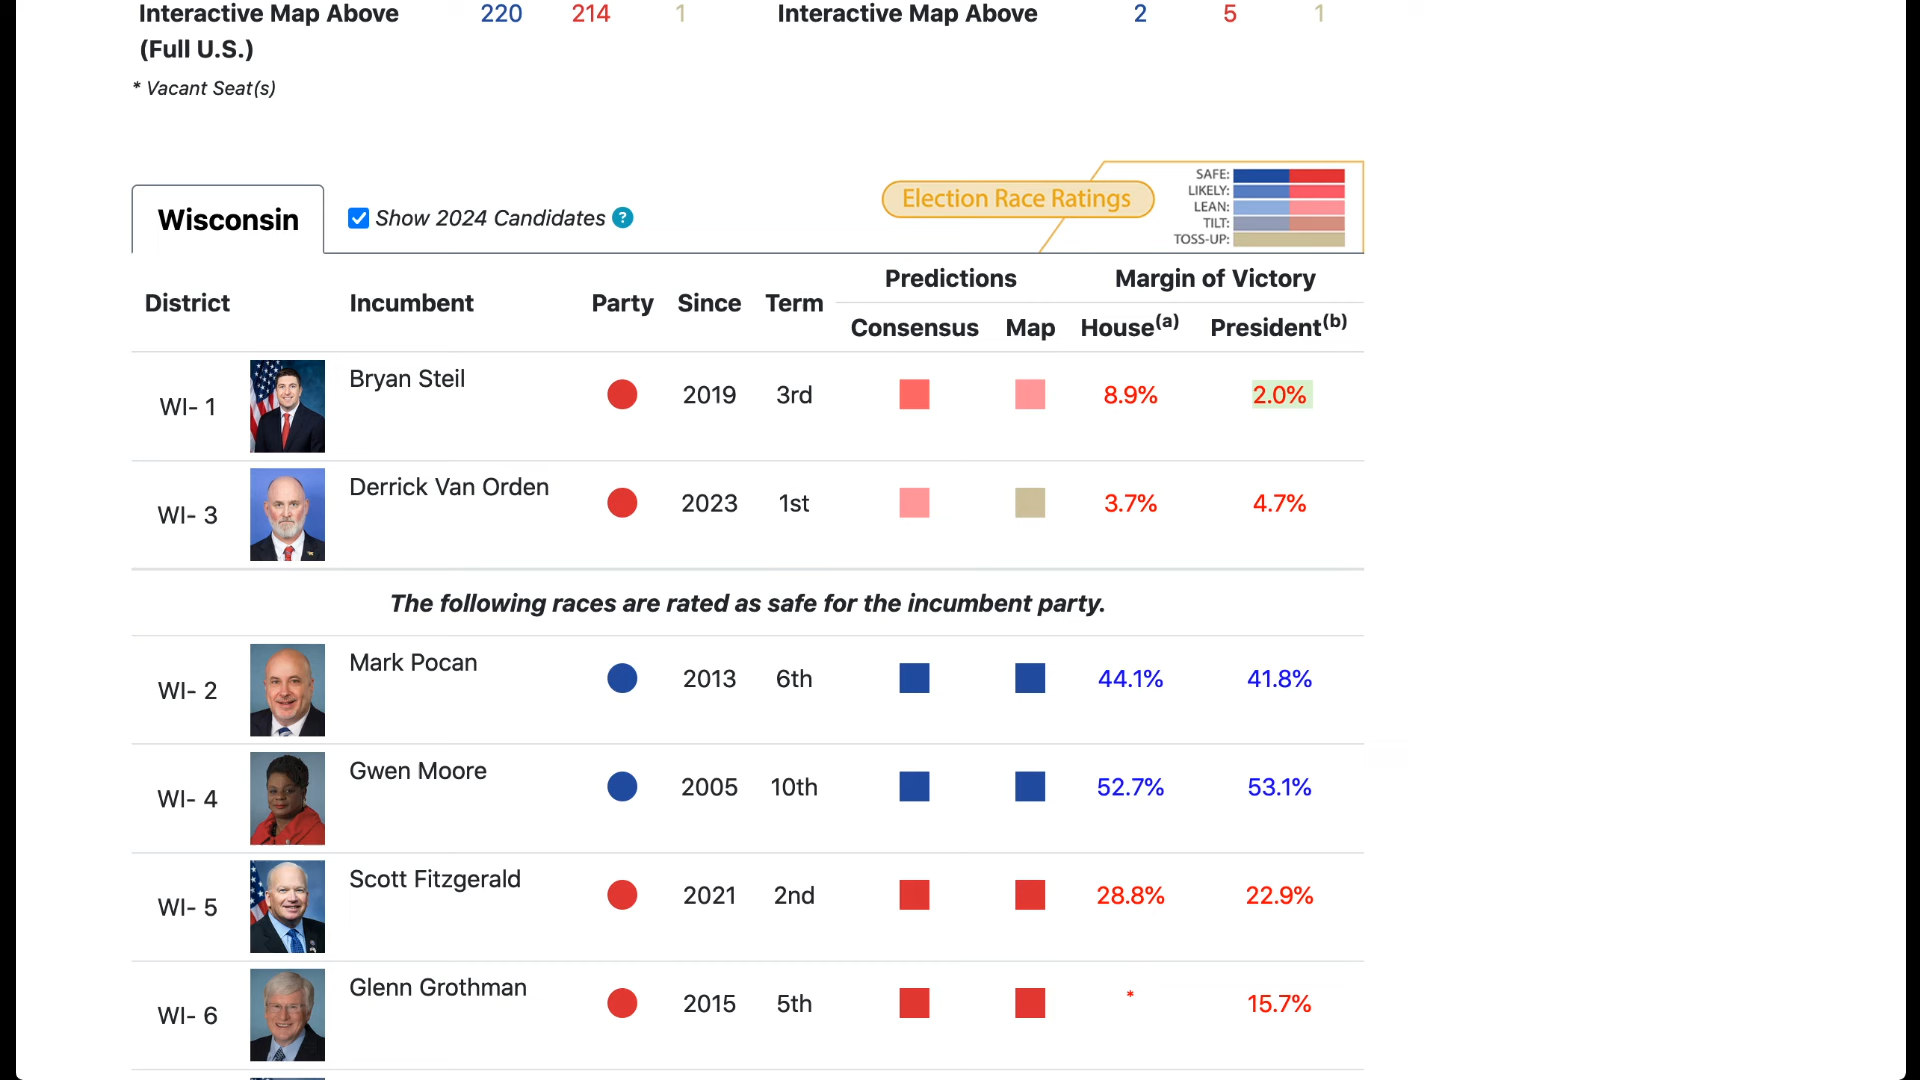 Interactive Map Above 220 214 1 Interactive Map Above 2 5 1
(Full U.S.)
* Vacant Seat(s)
Wisconsin
Show 2024 Candidates ?
Election Race Ratings
SAFE:
LIKELY:
LEAN:
TILT:
TOSS-UP:
Predictions Margin of Victory
District Incumbent Party Since Term
Consensus Map House(a) President(b)
WI- 1 Bryan Steil 2019 3rd 8.9% 2.0%
WI- 3 Derrick Van Orden 2023 1st 3.7% 4.7%
The following races are rated as safe for the incumbent party.
WI- 2 Mark Pocan 2013 6th 44.1% 41.8%
WI- 4 Gwen Moore 2005 10th 52.7% 53.1%
WI- 5 Scott Fitzgerald 2021 2nd 28.8% 22.9%
WI- 6 Glenn Grothman 2015 5th * 15.7%